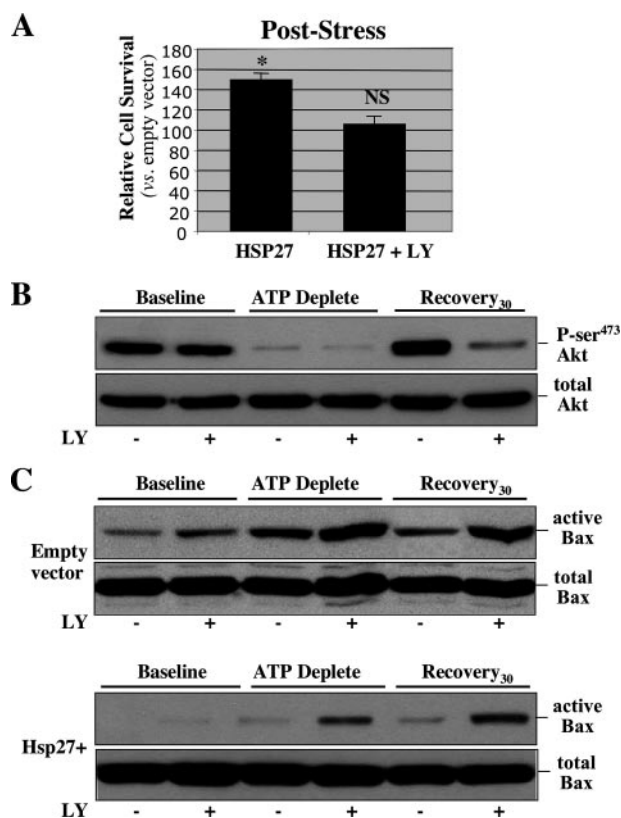 A
Post-Stress
Relative Cell Survival
(vs. empty vector)
180
160
140
120
100
80
60
40
20
0
*
NS
HSP27 HSP27 + LY
B
Baseline ATP Deplete Recovery30
P-ser473
Akt
total
Akt
LY - + - + - +
C
Baseline ATP Deplete Recovery30
Empty
vector
active
Bax
total
Bax
LY - + - + - +
Baseline ATP Deplete Recovery30
Hsp27+
active
Bax
total
Bax
LY - + - + - +